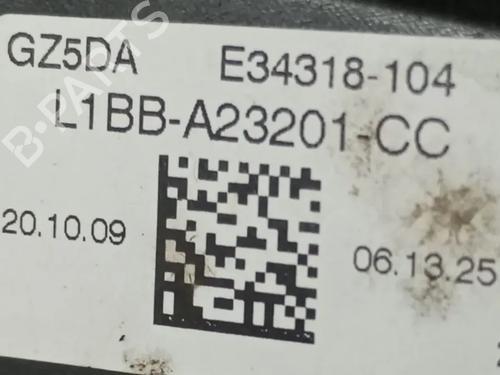 GZ5DA E34318-104
L1BB-A23201-CC
20.10.09 06.13.25
B-PARTS